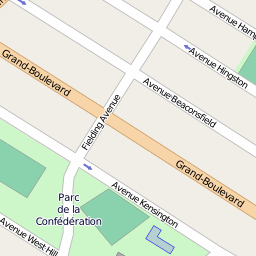 Avenue Ham
Avenue Hingston
Avenue Beaconsfield
Grand-Boulevard
Fielding Avenue
Grand-Boulevard
Avenue Kensington
Parc
de la
Confédération
Avenue West Hill